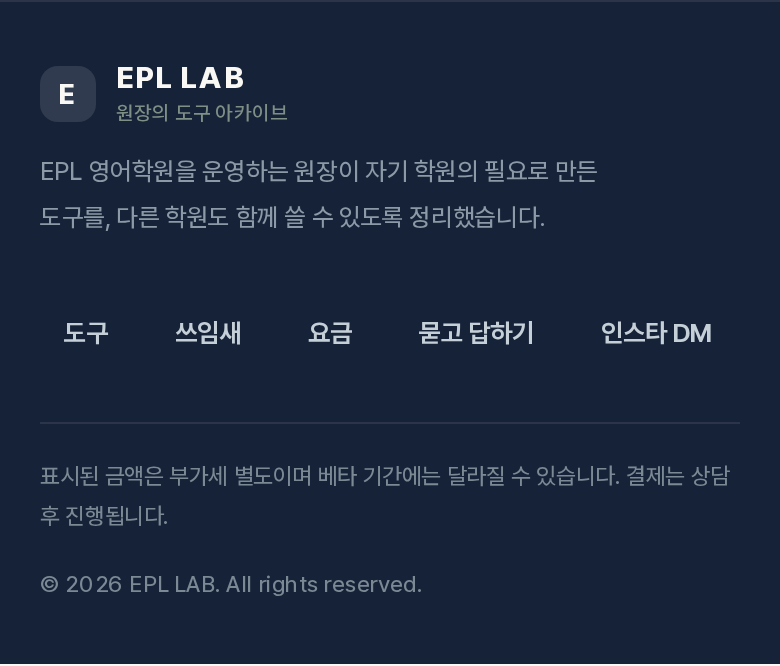 E
EPL LAB
원장의 도구 아카이브
EPL 영어학원을 운영하는 원장이 자기 학원의 필요로 만든
도구를, 다른 학원도 함께 쓸 수 있도록 정리했습니다.
도구 쓰임새 요금 묻고 답하기 인스타 DM
표시된 금액은 부가세 별도이며 베타 기간에는 달라질 수 있습니다. 결제는 상담
후 진행됩니다.
© 2026 EPL LAB. All rights reserved.